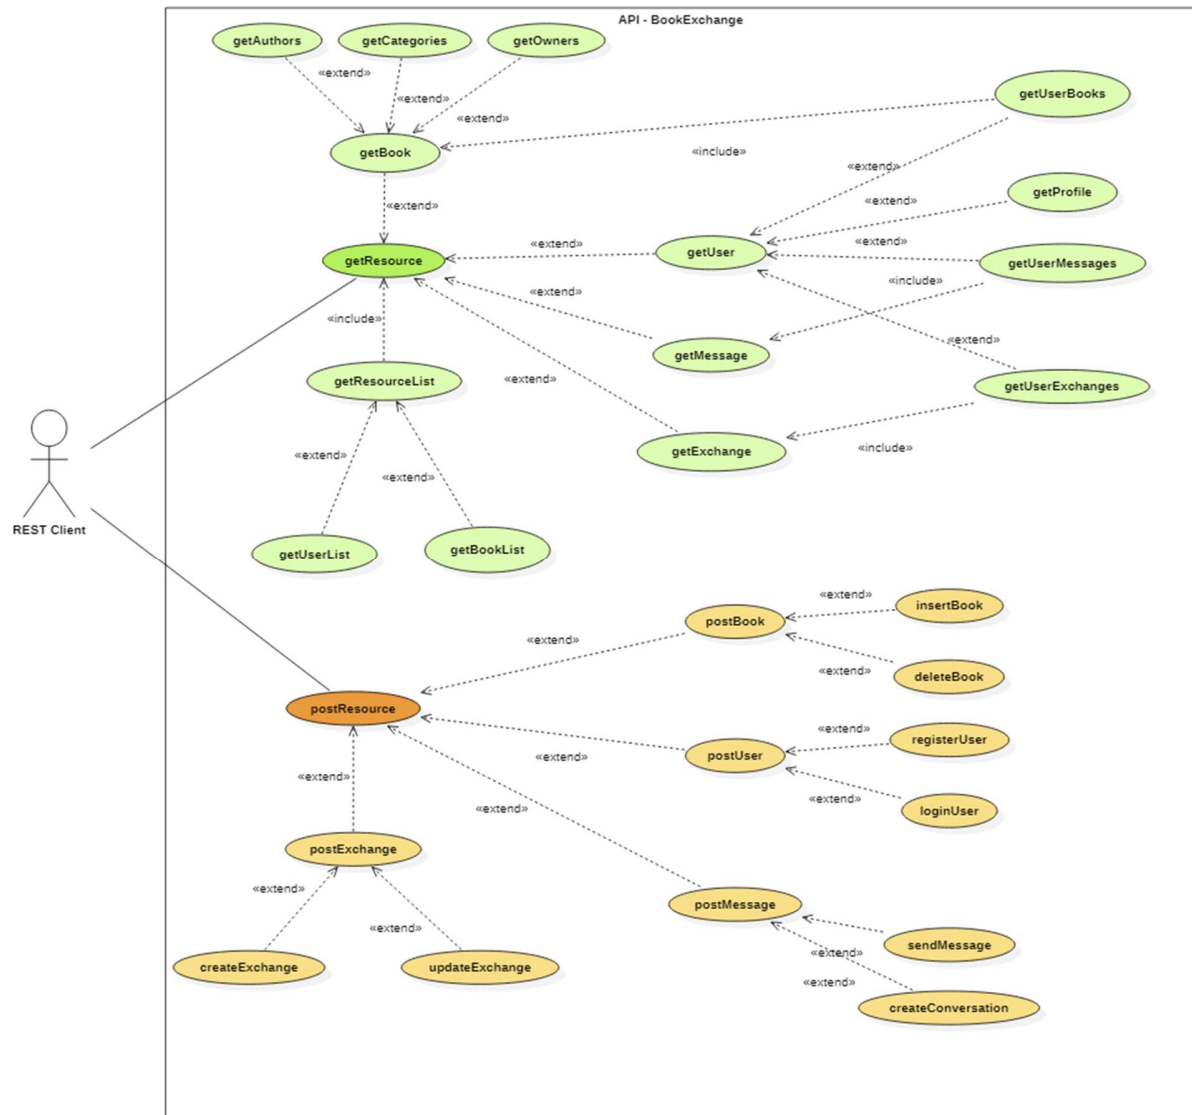 API - BookExchange
getAuthors
getCategories
getOwners
«extend»
«extend»
«extend»
getUserBooks
getBook
«include»
«extend»
getProfile
«extend»
«extend»
getUser
«extend»
«extend»
getResource
getUserMessages
«include»
«extend»
«include»
getMessage
«extend»
getResourceList
«extend»
getUserExchanges
getExchange
«include»
«extend»
«extend»
REST Client
getUserList
getBookList
«extend»
insertBook
postBook
«extend»
«extend»
deleteBook
postResource
«extend»
registerUser
postUser
«extend»
«extend»
«extend»
loginUser
«extend»
postExchange
«extend»
postMessage
«extend»
sendMessage
«extend»
createExchange
updateExchange
«extend»
createConversation